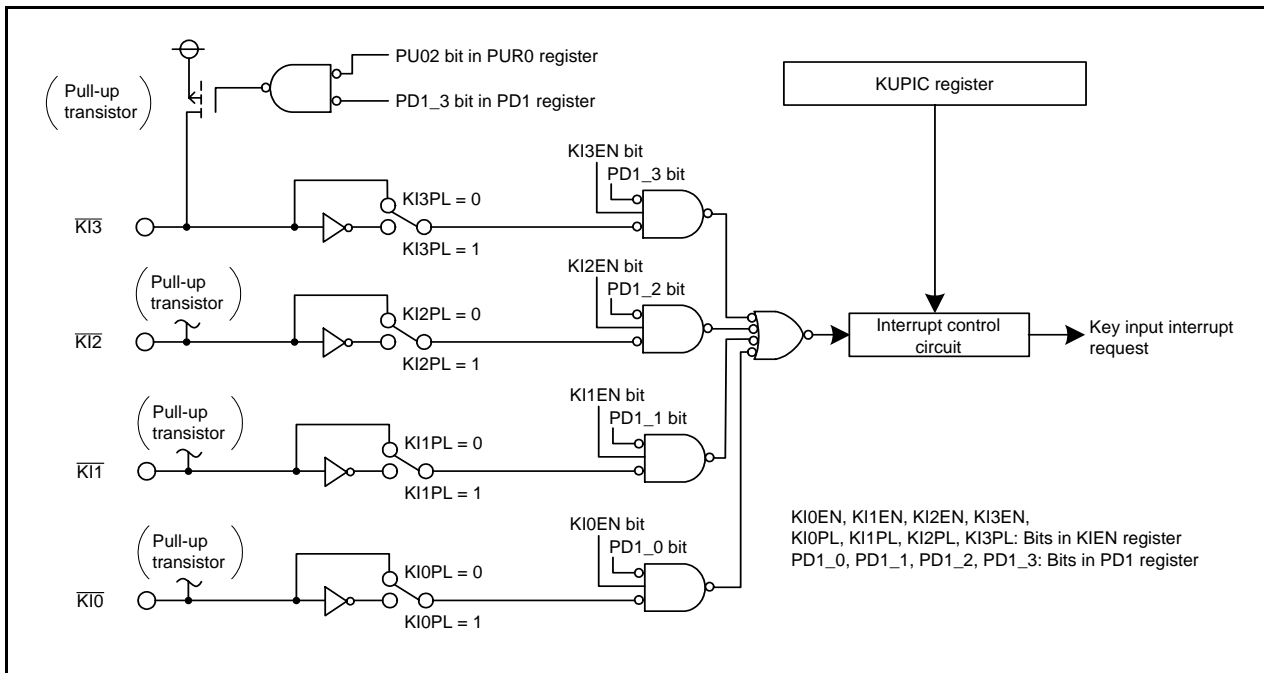 PU02 bit in PUR0 register
Pull-up
transistor
PD1_3 bit in PD1 register
KUPIC register
KI3EN bit
PD1_3 bit
KI3PL = 0
KI3
KI3PL = 1
KI2EN bit
PD1_2 bit
Pull-up
transistor
KI2PL = 0
KI2
KI2PL = 1
Interrupt control
circuit
Key input interrupt
request
KI1EN bit
PD1_1 bit
Pull-up
transistor
KI1PL = 0
KI1
KI1PL = 1
KI0EN bit
PD1_0 bit
Pull-up
transistor
KI0PL = 0
KI0
KI0PL = 1
KI0EN, KI1EN, KI2EN, KI3EN,
KI0PL, KI1PL, KI2PL, KI3PL: Bits in KIEN register
PD1_0, PD1_1, PD1_2, PD1_3: Bits in PD1 register